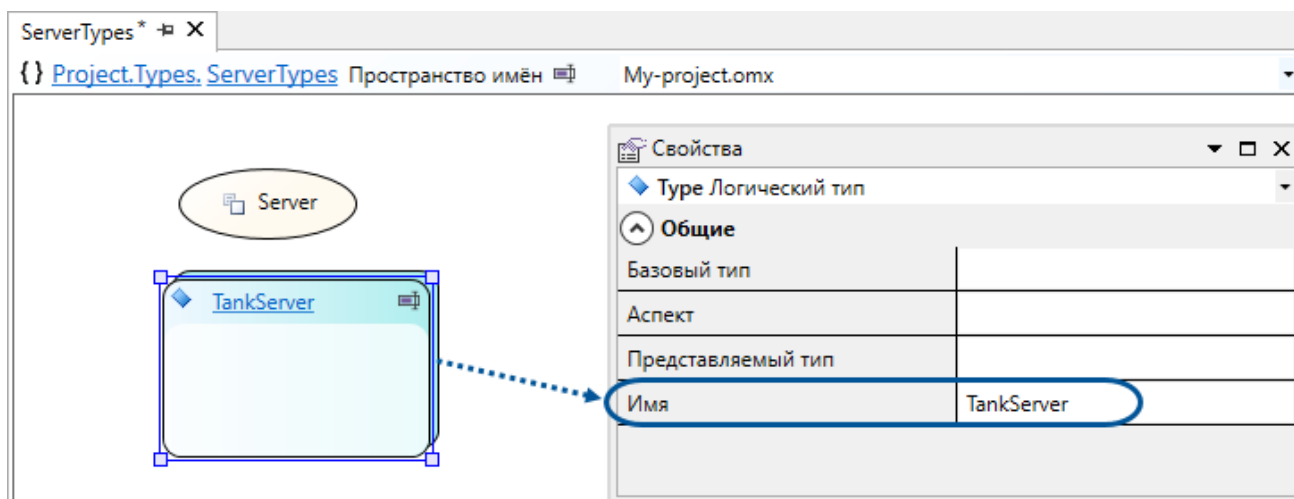 ServerTypes*
{} Project.Types. ServerTypes Пространство имён My-project.omx
Свойства
Server
Type Логический тип
Общие
Базовый тип
TankServer
Аспект
Представляемый тип
Имя TankServer